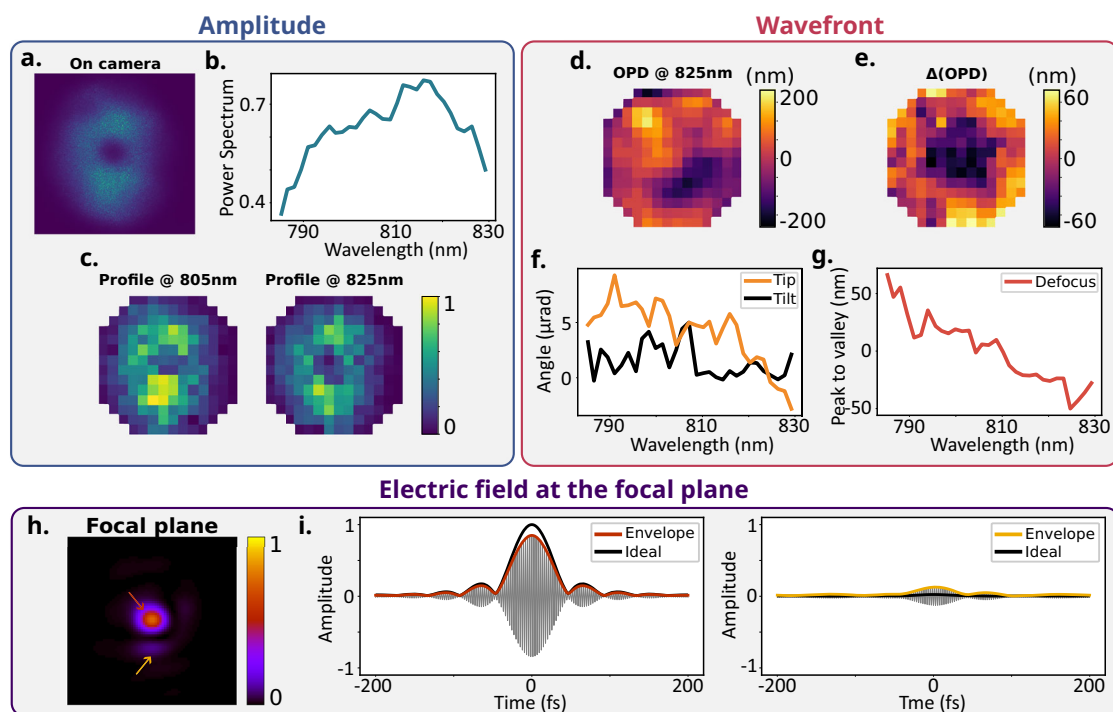 Amplitude
Wavefront
a.
On camera
b.
Power Spectrum
0.7
0.4
790
810
830
Wavelength (nm)
c.
Profile @ 805nm
Profile @ 825nm
1
0
d.
OPD @ 825nm
(nm)
200
0
-200
e.
Δ(OPD)
(nm)
60
0
-60
f.
Angle (μrad)
5
0
Tip
Tilt
790
810
830
Wavelength (nm)
g.
Peak to valley (nm)
50
0
-50
Defocus
790
810
830
Wavelength (nm)
Electric field at the focal plane
h.
Focal plane
1
0
i.
Amplitude
1
0
-1
Envelope
Ideal
-200
0
200
Time (fs)
Amplitude
1
0
-1
Envelope
Ideal
-200
0
200
Time (fs)